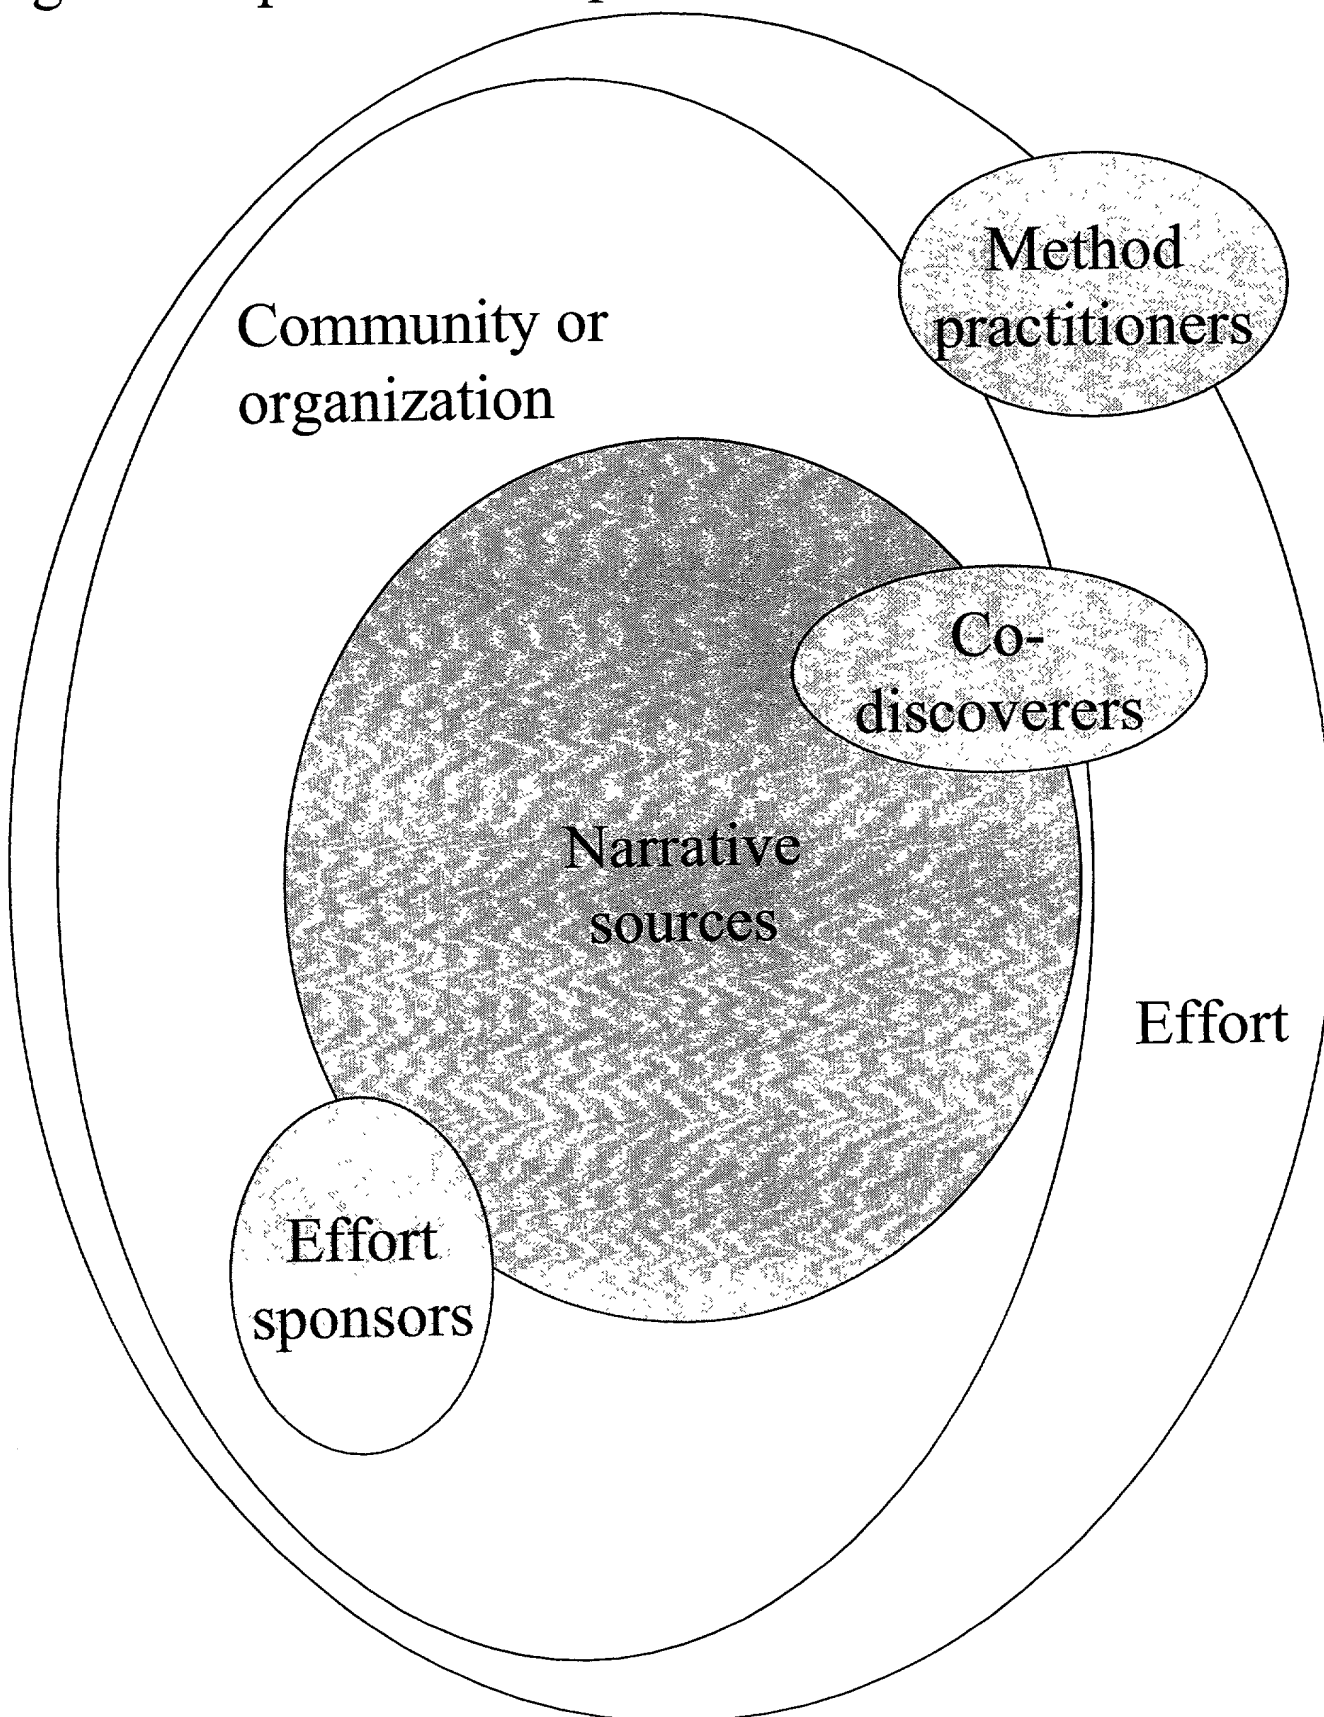 Method
practitioners
Community or
organization
Co-
discoverers
Narrative
sources
Effort
Effort
sponsors